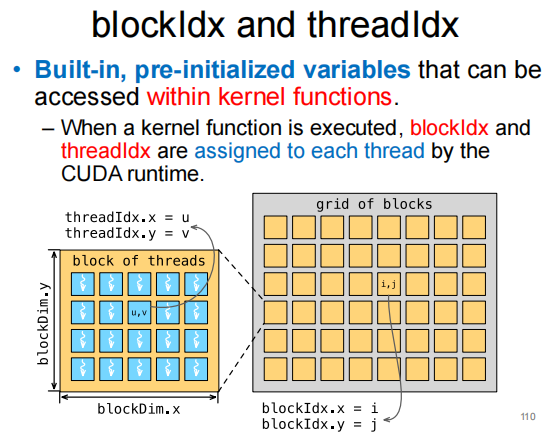 blockIdx and threadIdx
• Built-in, pre-initialized variables that can be
accessed within kernel functions.
– When a kernel function is executed, blockIdx and
threadIdx are assigned to each thread by the
CUDA runtime.
threadIdx.x = u
threadIdx.y = v
block of threads
u,v
blockDim.y
blockDim.x
grid of blocks
i,j
blockIdx.x = i
blockIdx.y = j
110